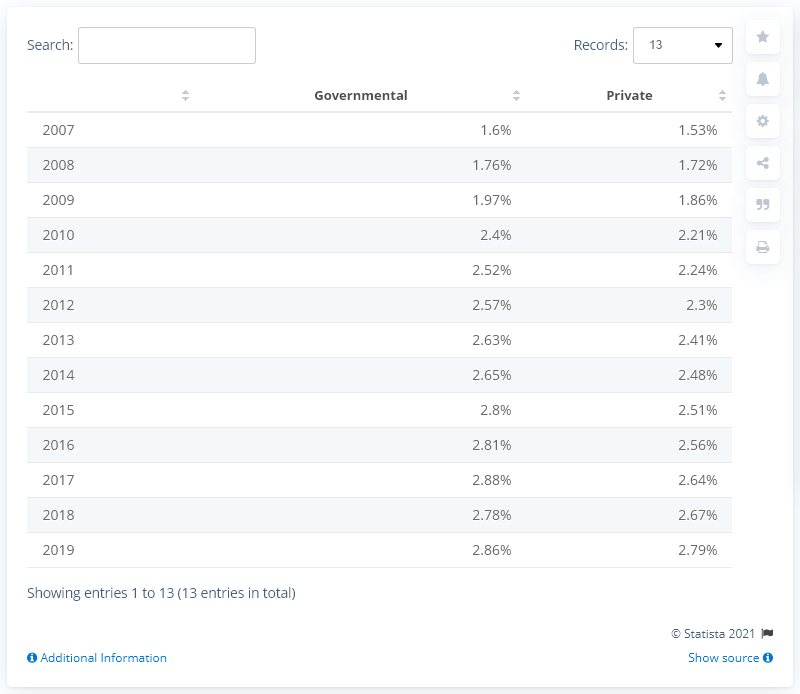 Search:
Records: 13
Governmental Private
2007 1.6% 1.53%
2008 1.76% 1.72%
2009 1.97% 1.86%
2010 2.4% 2.21%
2011 2.52% 2.24%
2012 2.57% 2.3%
2013 2.63% 2.41%
2014 2.65% 2.48%
2015 2.8% 2.51%
2016 2.81% 2.56%
2017 2.88% 2.64%
2018 2.78% 2.67%
2019 2.86% 2.79%
Showing entries 1 to 13 (13 entries in total)
© Statista 2021
Additional Information
Show source